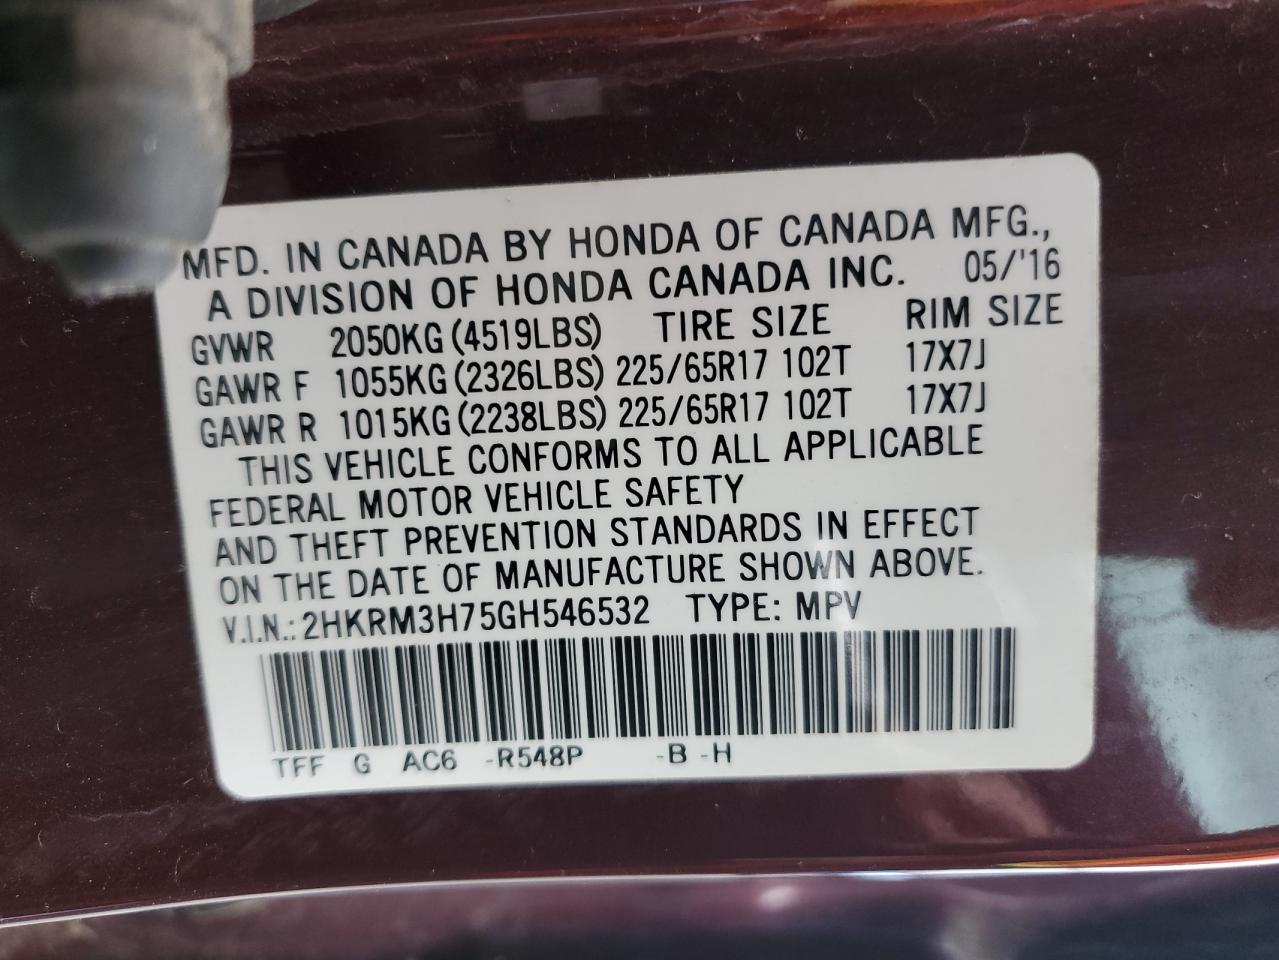 MFD. IN CANADA BY HONDA OF CANADA MFG.,
A DIVISION OF HONDA CANADA INC. 05/'16
GVWR 2050KG (4519LBS) TIRE SIZE RIM SIZE
GAWR F 1055KG (2326LBS) 225/65R17 102T 17X7J
GAWR R 1015KG (2238LBS) 225/65R17 102T 17X7J
THIS VEHICLE CONFORMS TO ALL APPLICABLE
FEDERAL MOTOR VEHICLE SAFETY
AND THEFT PREVENTION STANDARDS IN EFFECT
ON THE DATE OF MANUFACTURE SHOWN ABOVE.
V.I.N.: 2HKRM3H75GH546532 TYPE: MPV
TFF G AC6 -R548P -B -H